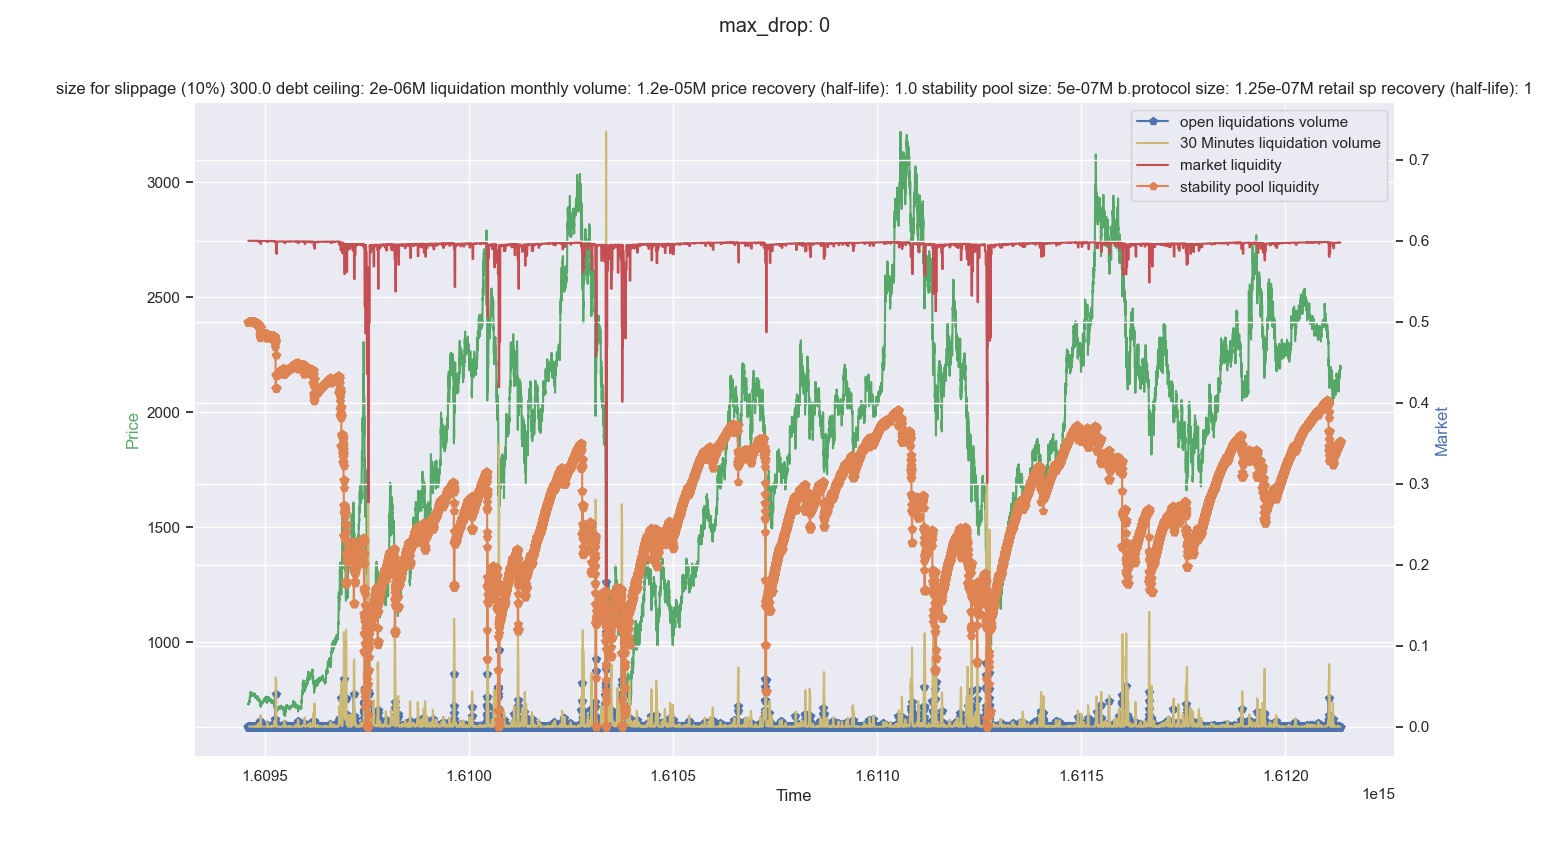 max_drop: 0
size for slippage (10%) 300.0 debt ceiling: 2e-06M liquidation monthly volume: 1.2e-05M price recovery (half-life): 1.0 stability pool size: 5e-07M b.protocol size: 1.25e-07M retail sp recovery (half-life): 1
open liquidations volume
30 Minutes liquidation volume
market liquidity
stability pool liquidity
3000
2500
2000
1500
1000
Price
0.7
0.6
0.5
0.4
0.3
0.2
0.1
0.0
Market
1.6095
1.6100
1.6105
1.6110
1.6115
1.6120
1e15
Time